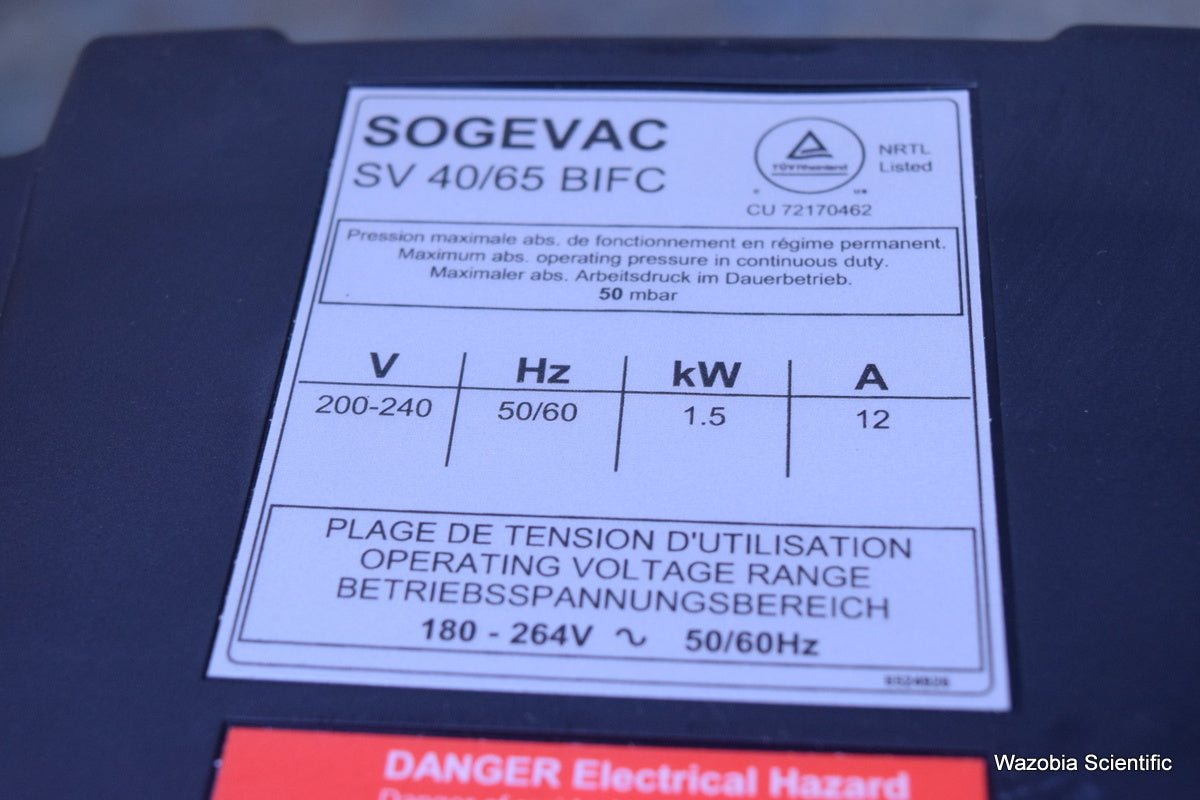 SOGEVAC
SV 40/65 BIFC
TÜVRheinland
NRTL
Listed
CU 72170462
Pression maximale abs. de fonctionnement en régime permanent.
Maximum abs. operating pressure in continuous duty.
Maximaler abs. Arbeitsdruck im Dauerbetrieb.
50 mbar
V Hz kW A
200-240 50/60 1.5 12
PLAGE DE TENSION D'UTILISATION
OPERATING VOLTAGE RANGE
BETRIEBSSPANNUNGSBEREICH
180 - 264V ∿ 50/60Hz
DANGER Electrical Hazard
Wazobia Scientific